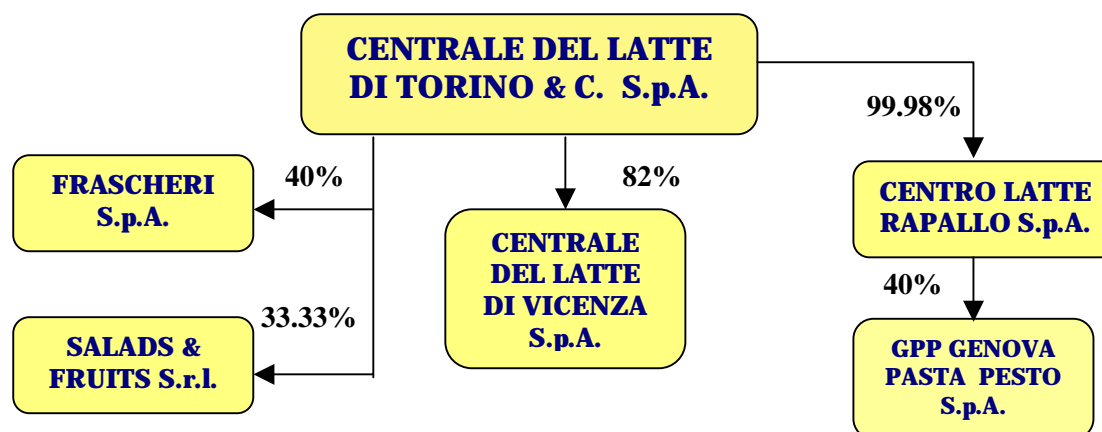 CENTRALE DEL LATTE
DI TORINO & C. S.p.A.
99.98%
40%
82%
FRASCHERI
S.p.A.
CENTRO LATTE
RAPALLO S.p.A.
CENTRALE
DEL LATTE
DI VICENZA
S.p.A.
40%
33.33%
SALADS &
FRUITS S.r.l.
GPP GENOVA
PASTA PESTO
S.p.A.